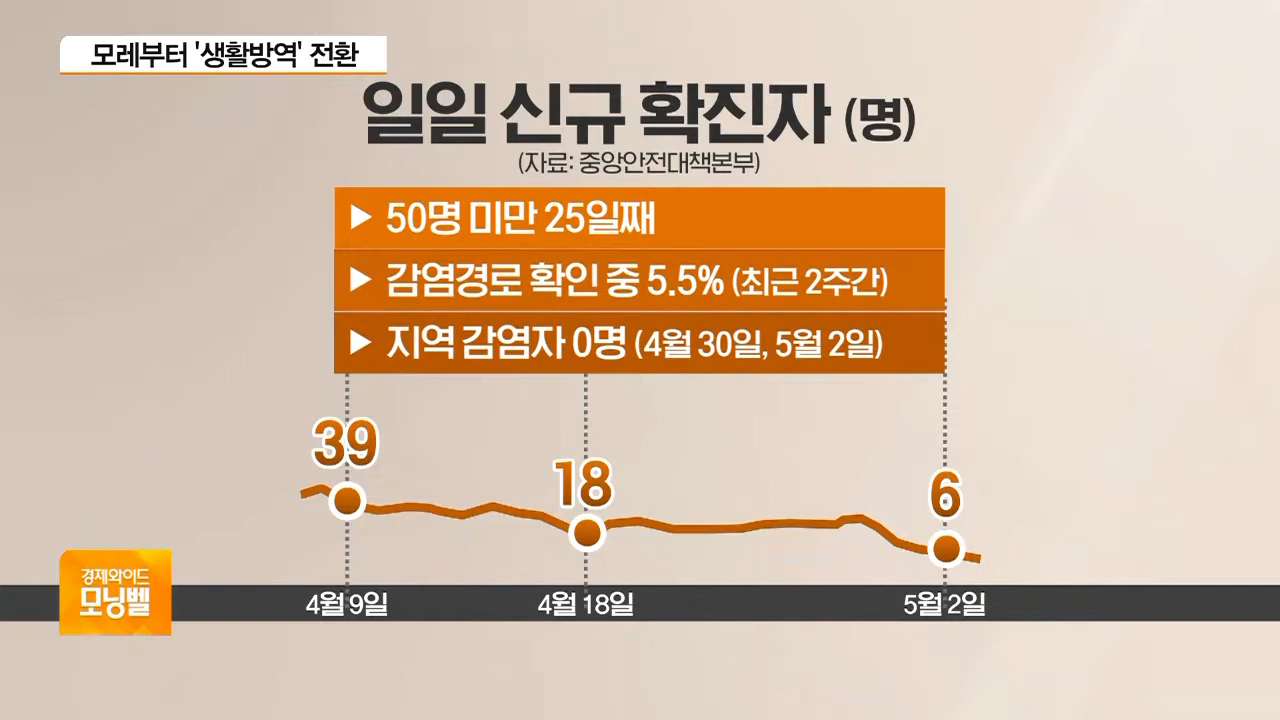 모레부터 '생활방역' 전환
일일 신규 확진자 (명)
(자료: 중앙안전대책본부)
▶ 50명 미만 25일째
▶ 감염경로 확인 중 5.5% (최근 2주간)
▶ 지역 감염자 0명 (4월 30일, 5월 2일)
39
18
6
4월 9일
4월 18일
5월 2일
경제와이드
모닝벨